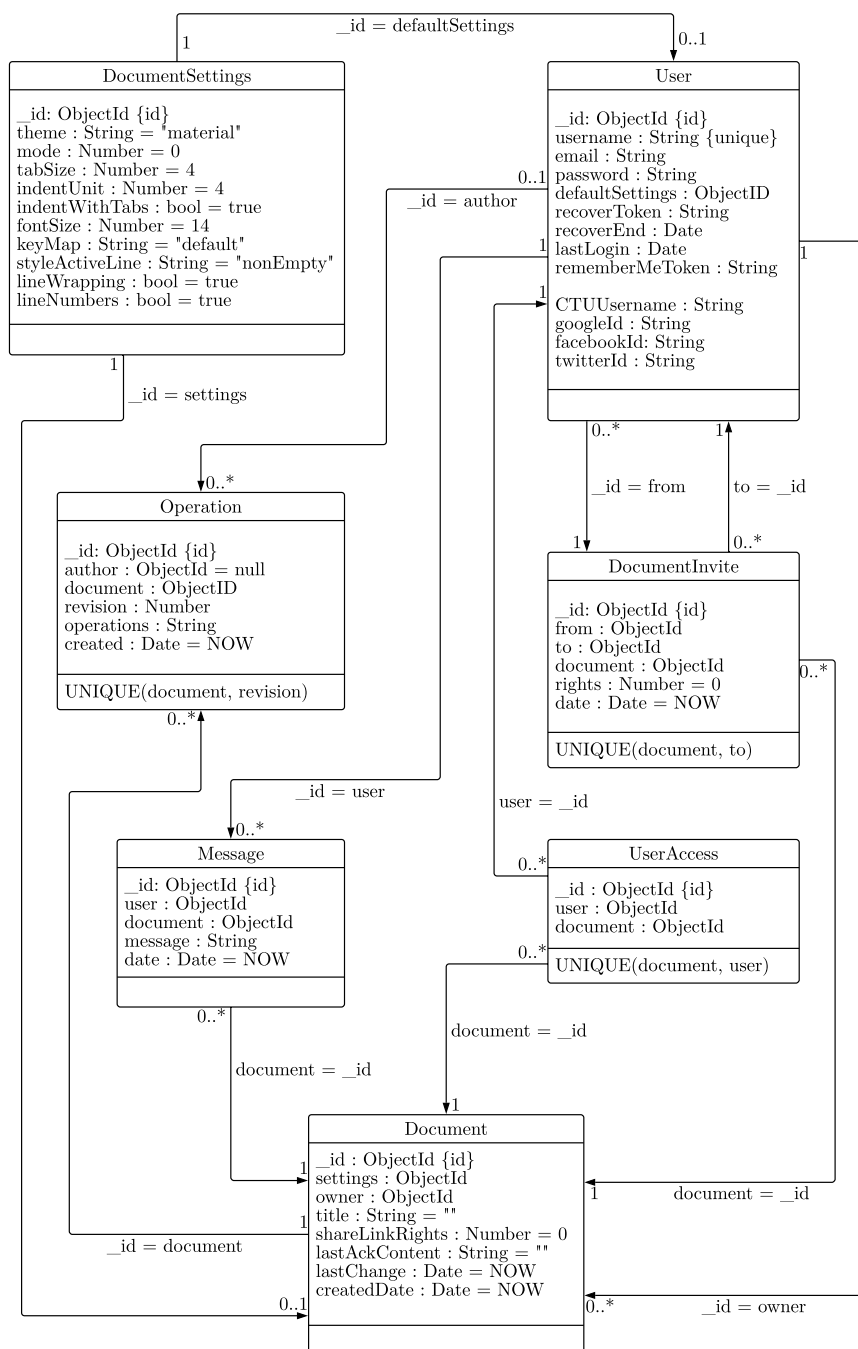 _id = defaultSettings
1
0..1
DocumentSettings
_id: ObjectId {id}
theme : String = "material"
mode : Number = 0
tabSize : Number = 4
indentUnit : Number = 4
indentWithTabs : bool = true
fontSize : Number = 14
keyMap : String = "default"
styleActiveLine : String = "nonEmpty"
lineWrapping : bool = true
lineNumbers : bool = true
User
_id: ObjectId {id}
username : String {unique}
email : String
password : String
defaultSettings : ObjectID
recoverToken : String
recoverEnd : Date
lastLogin : Date
rememberMeToken : String
CTUUsername : String
googleId : String
facebookId: String
twitterId : String
0..1
_id = author
1
1
1
1
_id = settings
0..*
0..*
1
_id = from
to = _id
1
0..*
Operation
_id: ObjectId {id}
author : ObjectId = null
document : ObjectID
revision : Number
operations : String
created : Date = NOW
UNIQUE(document, revision)
0..*
DocumentInvite
_id: ObjectId {id}
from : ObjectId
to : ObjectId
document : ObjectId
rights : Number = 0
date : Date = NOW
UNIQUE(document, to)
0..*
_id = user
user = _id
0..*
Message
_id: ObjectId {id}
user : ObjectId
document : ObjectId
message : String
date : Date = NOW
0..*
UserAccess
_id : ObjectId {id}
user : ObjectId
document : ObjectId
UNIQUE(document, user)
0..*
0..*
document = _id
document = _id
1
Document
_id : ObjectId {id}
settings : ObjectId
owner : ObjectId
title : String = ""
shareLinkRights : Number = 0
lastAckContent : String = ""
lastChange : Date = NOW
createdDate : Date = NOW
1
1
_id = document
0..1
1
document = _id
0..*
_id = owner